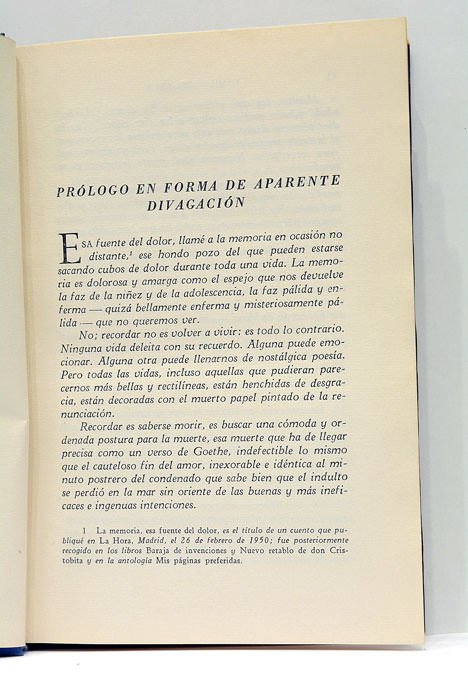 PRÓLOGO EN FORMA DE APARENTE
DIVAGACIÓN
ESA fuente del dolor, llamé a la memoria en ocasión no
distante,¹ ese hondo pozo del que pueden estarse
sacando cubos de dolor durante toda una vida. La memo-
ria es dolorosa y amarga como el espejo que nos devuelve
la faz de la niñez y de la adolescencia, la faz pálida y en-
ferma — quizá bellamente enferma y misteriosamente pá-
lida — que no queremos ver.
No; recordar no es volver a vivir: es todo lo contrario.
Ninguna vida deleita con su recuerdo. Alguna puede emo-
cionar. Alguna otra puede llenarnos de nostálgica poesía.
Pero todas las vidas, incluso aquellas que pudieran pare-
cernos más bellas y rectilíneas, están henchidas de desgra-
cia, están decoradas con el muerto papel pintado de la re-
nunciación.
Recordar es saberse morir, es buscar una cómoda y or-
denada postura para la muerte, esa muerte que ha de llegar
precisa como un verso de Goethe, indefectible lo mismo
que el cauteloso fin del amor, inexorable e idéntica al mi-
nuto postrero del condenado que sabe bien que el indulto
se perdió en la mar sin oriente de las buenas y más inefi-
caces e ingenuas intenciones.
1 La memoria, esa fuente del dolor, es el título de un cuento que pu-
bliqué en La Hora, Madrid, el 26 de febrero de 1950; fue posteriormente
recogido en los libros Baraja de invenciones y Nuevo retablo de don Cris-
tobita y en la antología Mis páginas preferidas.